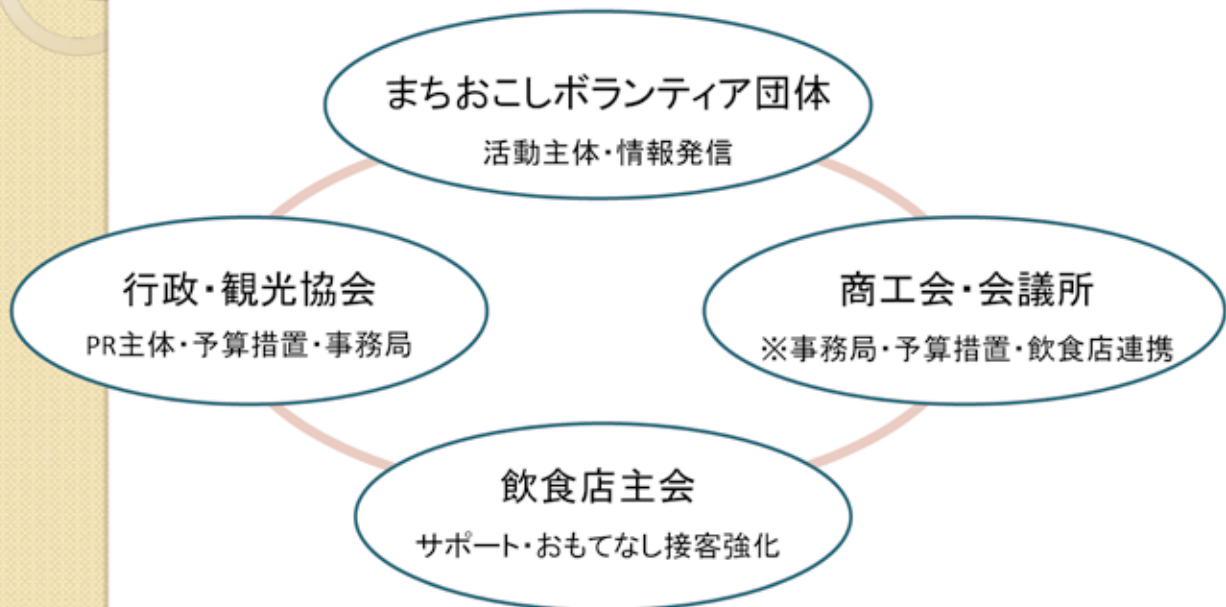 まちおこしボランティア団体
活動主体・情報発信
行政・観光協会
PR主体・予算措置・事務局
商工会・会議所
※事務局・予算措置・飲食店連携
飲食店主会
サポート・おもてなし接客強化